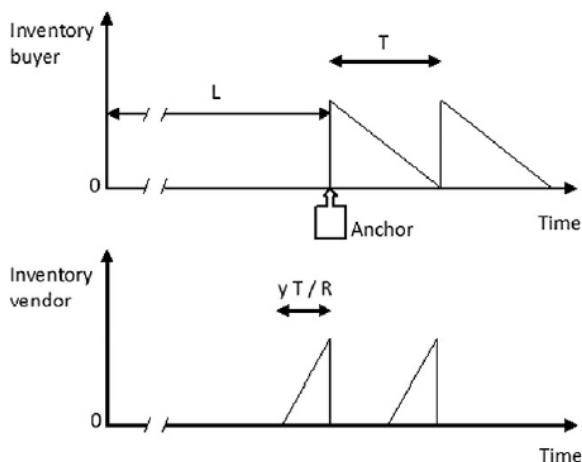 Inventory
buyer
T
L
0
Anchor
Time
Inventory
vendor
y T / R
0
Time